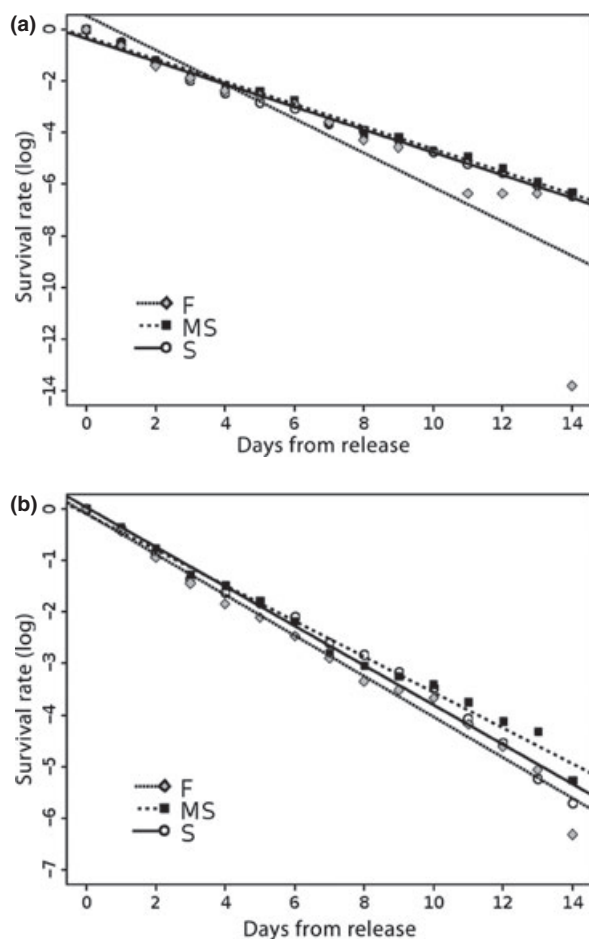 (a)
Survival rate (log)
0
−2
−4
−6
−8
−10
−12
−14
F
MS
S
0 2 4 6 8 10 12 14
Days from release
(b)
Survival rate (log)
0
−1
−2
−3
−4
−5
−6
−7
F
MS
S
0 2 4 6 8 10 12 14
Days from release